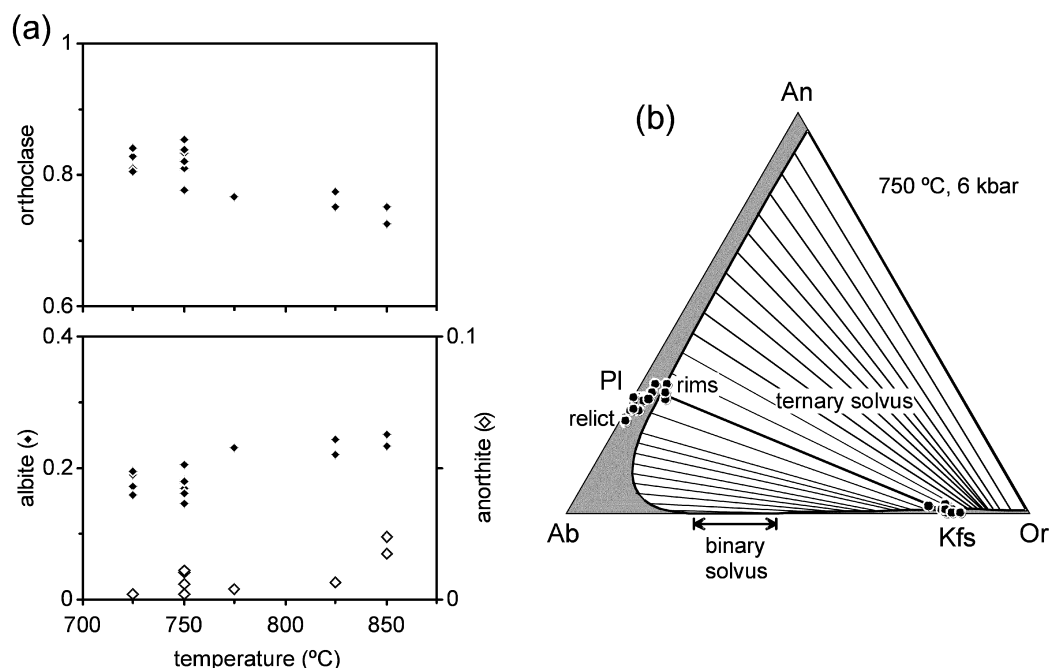 (a)
1
0.8
0.6
orthoclase
0.4
0.2
0
albite (◆)
0.1
0
anorthite (◇)
700
750
800
850
temperature (ºC)
(b)
An
750 ºC, 6 kbar
Pl
rims
relict
ternary solvus
Ab
Or
Kfs
binary
solvus